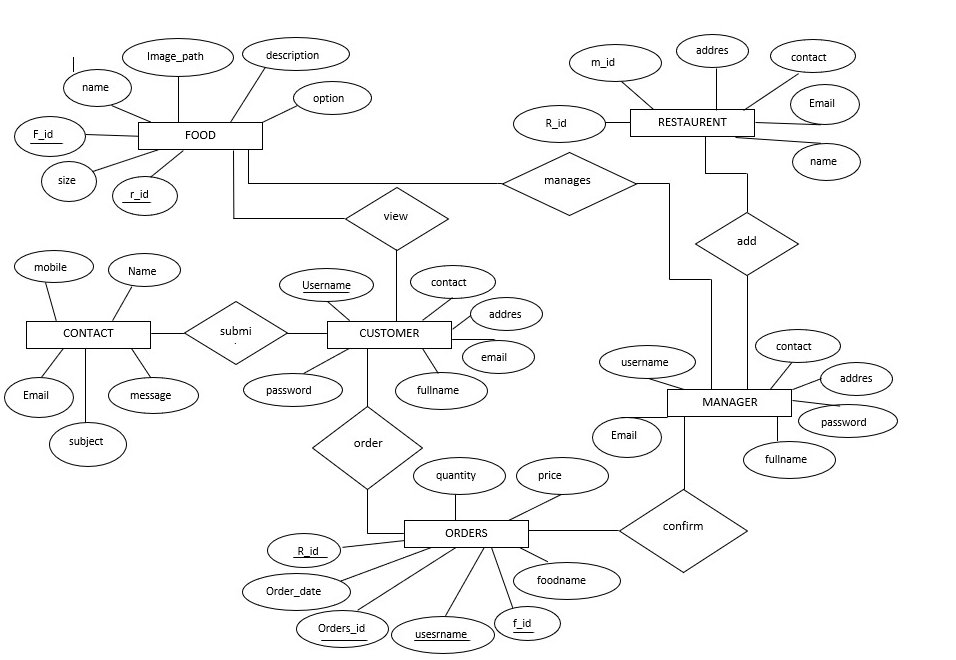 Image_path
description
name
option
F_id
FOOD
size
r_id
m_id
addres
contact
Email
R_id
RESTAURENT
name
manages
view
add
mobile
Name
CONTACT
Email
message
subject
submi
.
Username
contact
addres
CUSTOMER
email
password
fullname
order
username
contact
addres
MANAGER
password
Email
fullname
quantity
price
ORDERS
confirm
R_id
Order_date
Orders_id
usesrname
f_id
foodname